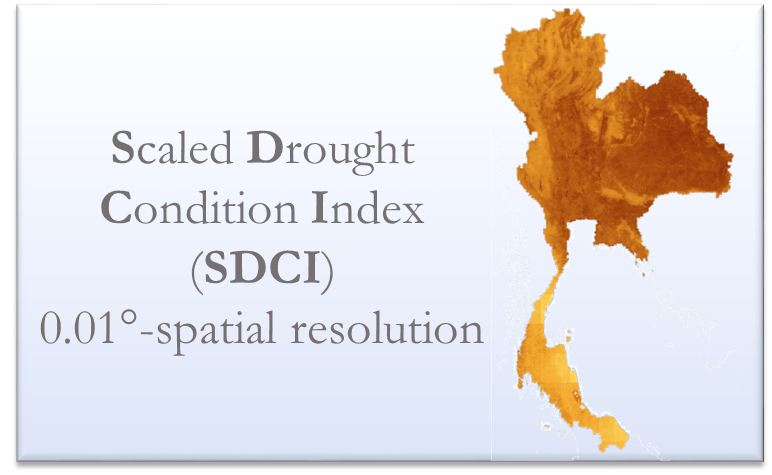 Scaled Drought
Condition Index
(SDCI)
0.01°-spatial resolution